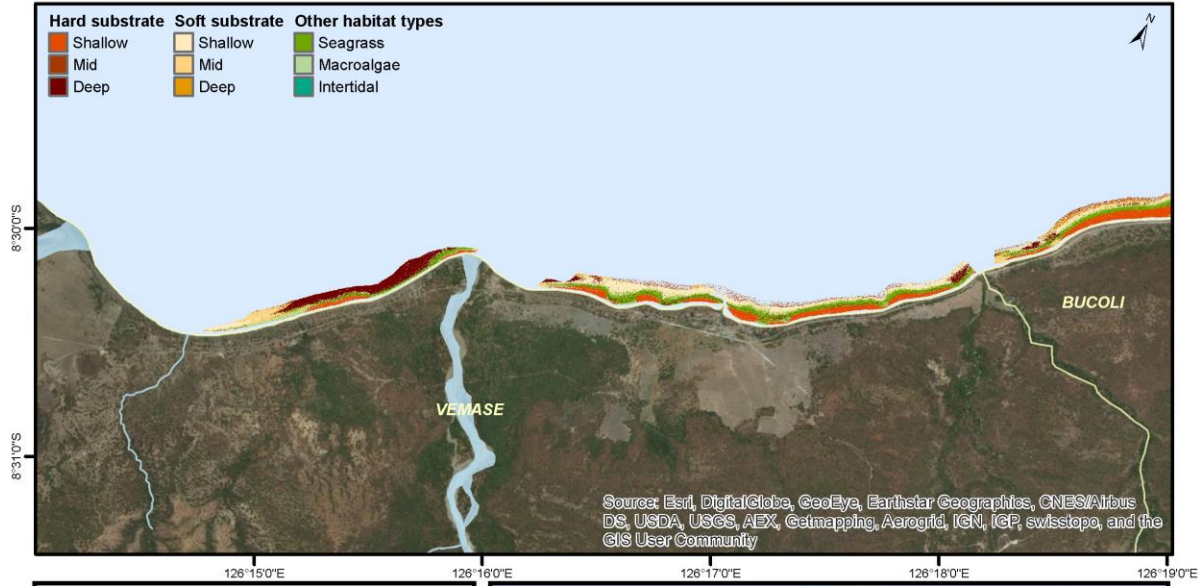 Hard substrate Soft substrate Other habitat types
Shallow Shallow Seagrass
Mid Mid Macroalgae
Deep Deep Intertidal
N
8°30'0"S
BUCOLI
VEMASE
8°31'0"S
Source: Esri, DigitalGlobe, GeoEye, Earthstar Geographics, CNES/Airbus
DS, USDA, USGS, AEX, Getmapping, Aerogrid, IGN, IGP, swisstopo, and the
GIS User Community
126°15'0"E 126°16'0"E 126°17'0"E 126°18'0"E 126°19'0"E